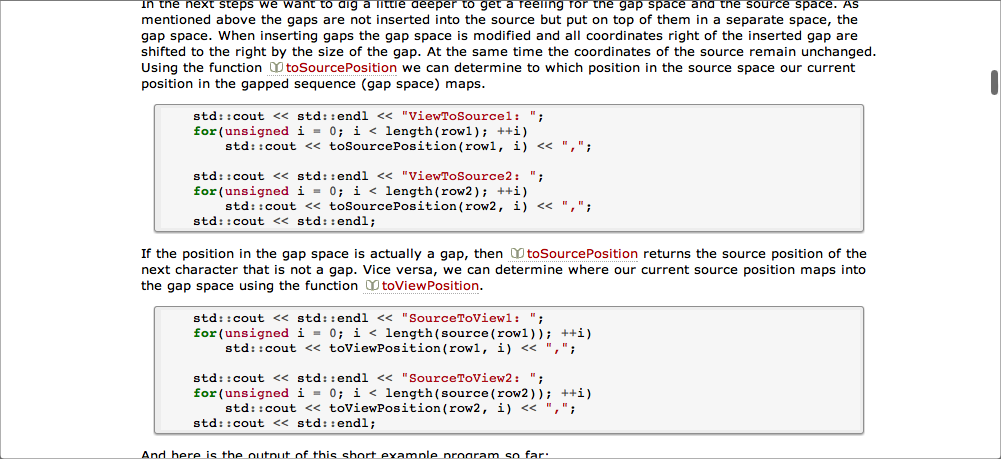 In the next steps we want to dig a little deeper to get a feeling for the gap space and the source space. As
mentioned above the gaps are not inserted into the source but put on top of them in a separate space, the
gap space. When inserting gaps the gap space is modified and all coordinates right of the inserted gap are
shifted to the right by the size of the gap. At the same time the coordinates of the source remain unchanged.
Using the function toSourcePosition we can determine to which position in the source space our current
position in the gapped sequence (gap space) maps.
std::cout << std::endl << "ViewToSource1: ";
for(unsigned i = 0; i < length(row1); ++i)
    std::cout << toSourcePosition(row1, i) << ",";
std::cout << std::endl << "ViewToSource2: ";
for(unsigned i = 0; i < length(row2); ++i)
    std::cout << toSourcePosition(row2, i) << ",";
std::cout << std::endl;
If the position in the gap space is actually a gap, then toSourcePosition returns the source position of the
next character that is not a gap. Vice versa, we can determine where our current source position maps into
the gap space using the function toViewPosition.
std::cout << std::endl << "SourceToView1: ";
for(unsigned i = 0; i < length(source(row1)); ++i)
    std::cout << toViewPosition(row1, i) << ",";
std::cout << std::endl << "SourceToView2: ";
for(unsigned i = 0; i < length(source(row2)); ++i)
    std::cout << toViewPosition(row2, i) << ",";
std::cout << std::endl;
And here is the output of this short example program so far: